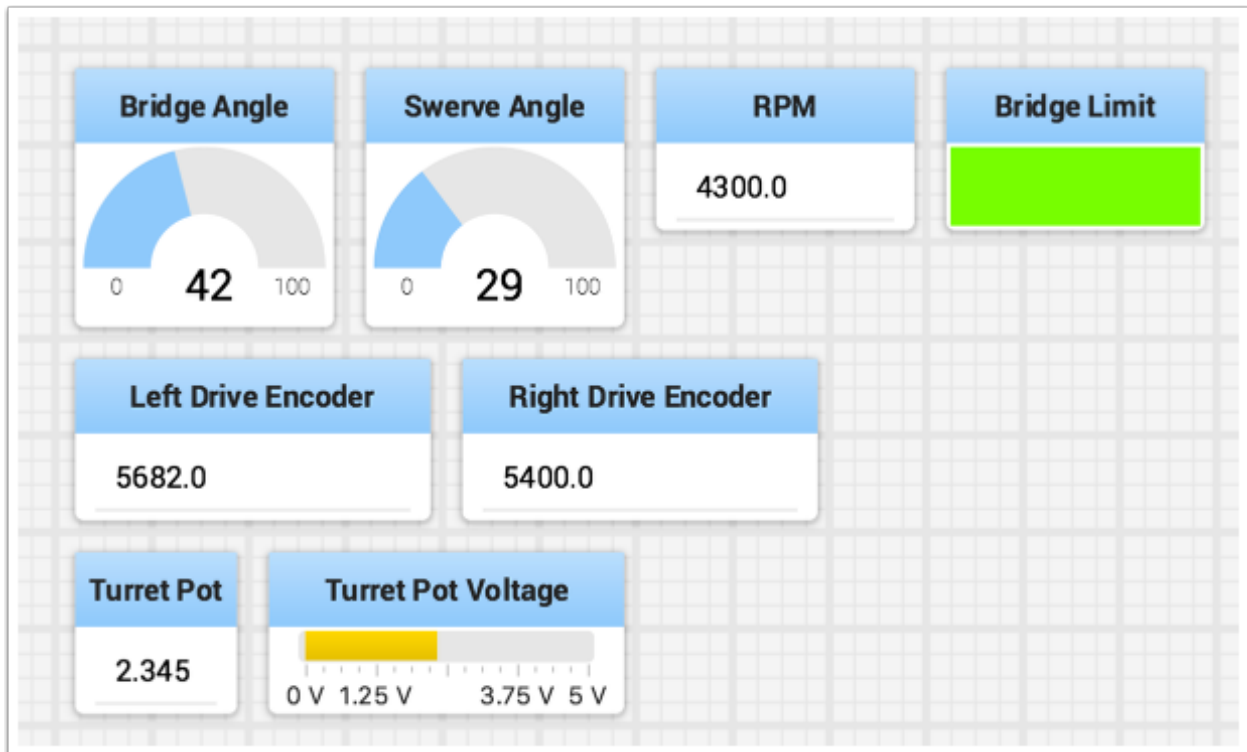 Bridge Angle
Swerve Angle
RPM
Bridge Limit
0
42
100
0
29
100
4300.0
Left Drive Encoder
Right Drive Encoder
5682.0
5400.0
Turret Pot
Turret Pot Voltage
2.345
0 V 1.25 V 3.75 V 5 V